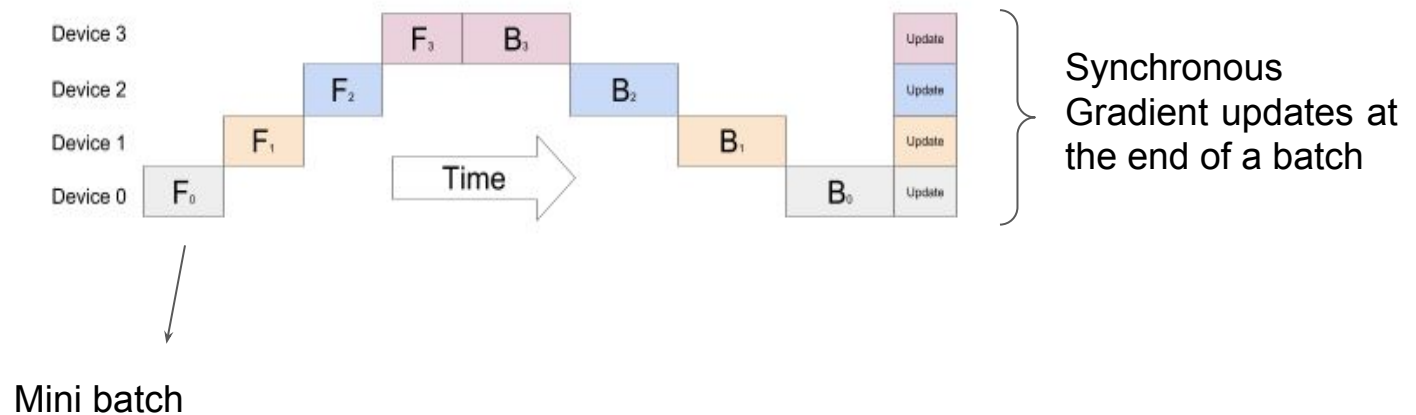 Device 3 F₃ B₃ Update
Device 2 F₂ B₂ Update
Device 1 F₁ B₁ Update
Device 0 F₀ B₀ Update
Time
Synchronous
Gradient updates at
the end of a batch
Mini batch